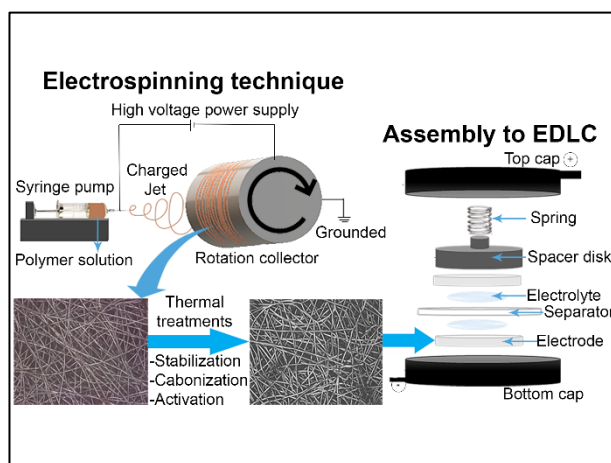 Electrospinning technique
High voltage power supply
Charged
Jet
Syringe pump
Polymer solution
Grounded
Rotation collector
Thermal
treatments
-Stabilization
-Cabonization
-Activation
Assembly to EDLC
Top cap +
Spring
Spacer disk
Electrolyte
Separator
Electrode
Bottom cap
-